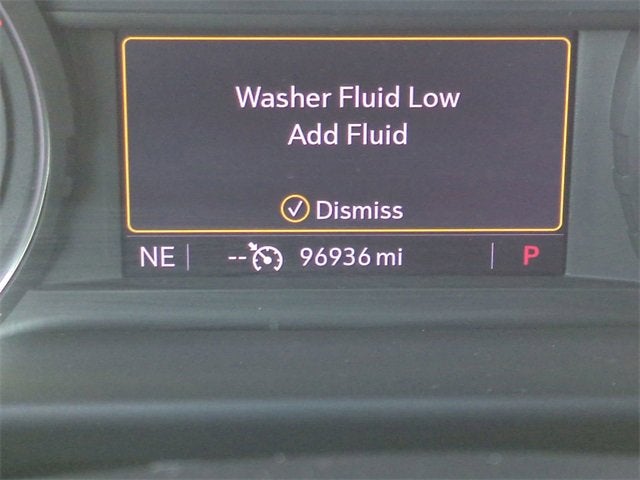 Washer Fluid Low
Add Fluid
Dismiss
NE -- 96936 mi P